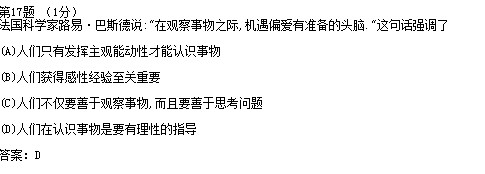 第17题 （1分）
法国科学家路易·巴斯德说:“在观察事物之际,机遇偏爱有准备的头脑.“这句话强调了
(A)人们只有发挥主观能动性才能认识事物
(B)人们获得感性经验至关重要
(C)人们不仅要善于观察事物,而且要善于思考问题
(D)人们在认识事物是要有理性的指导
答案: D